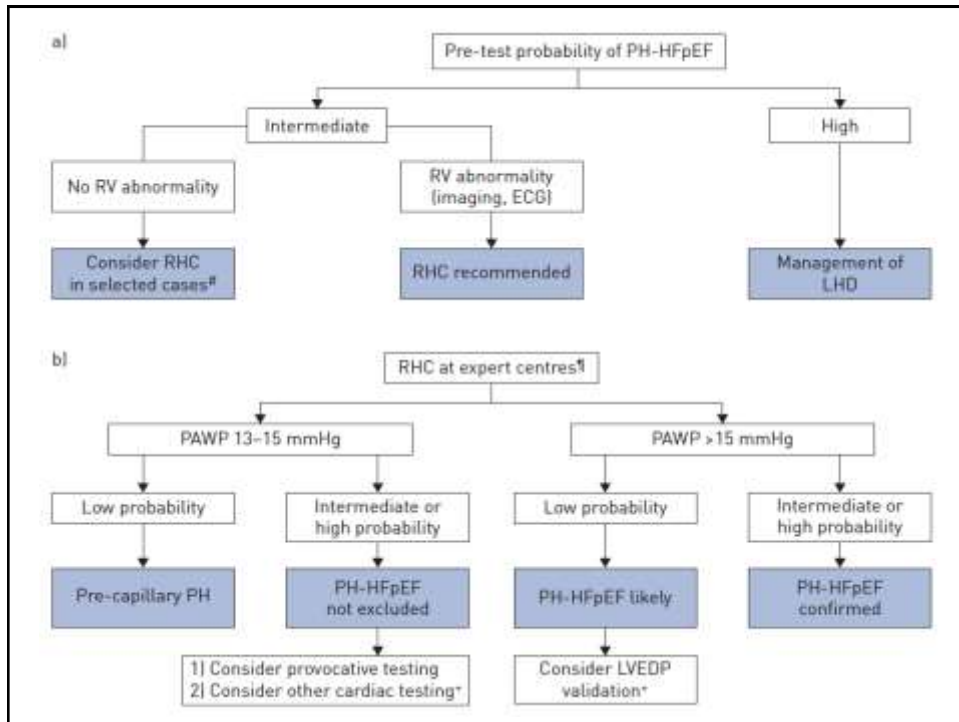 a)
Pre-test probability of PH-HFpEF
Intermediate
High
No RV abnormality
RV abnormality
(imaging, ECG)
Consider RHC
in selected cases#
RHC recommended
Management of
LHD
b)
RHC at expert centres¶
PAWP 13–15 mmHg
PAWP >15 mmHg
Low probability
Intermediate or
high probability
Low probability
Intermediate or
high probability
Pre-capillary PH
PH-HFpEF
not excluded
PH-HFpEF likely
PH-HFpEF
confirmed
1) Consider provocative testing
2) Consider other cardiac testing+
Consider LVEDP
validation+